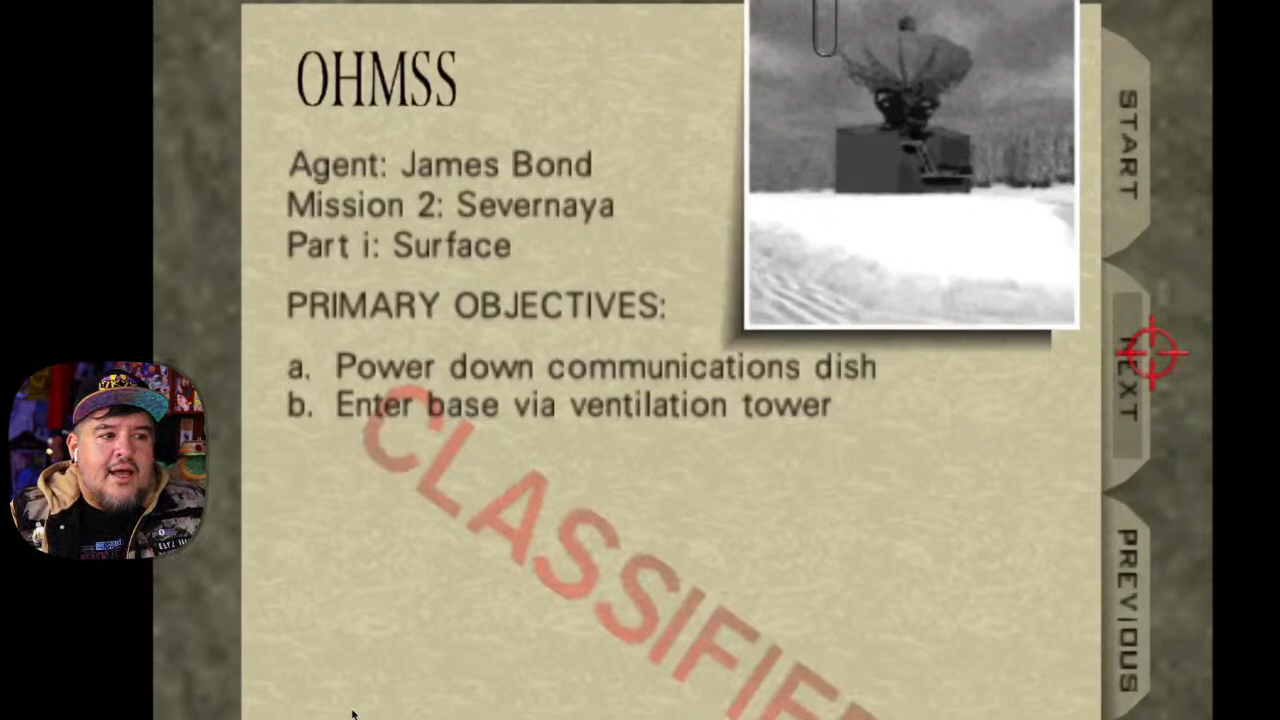 OHMSS
Agent: James Bond
Mission 2: Severnaya
Part i: Surface
PRIMARY OBJECTIVES:
a. Power down communications dish
b. Enter base via ventilation tower
CLASSIFIE
START
NEXT
PREVIOUS